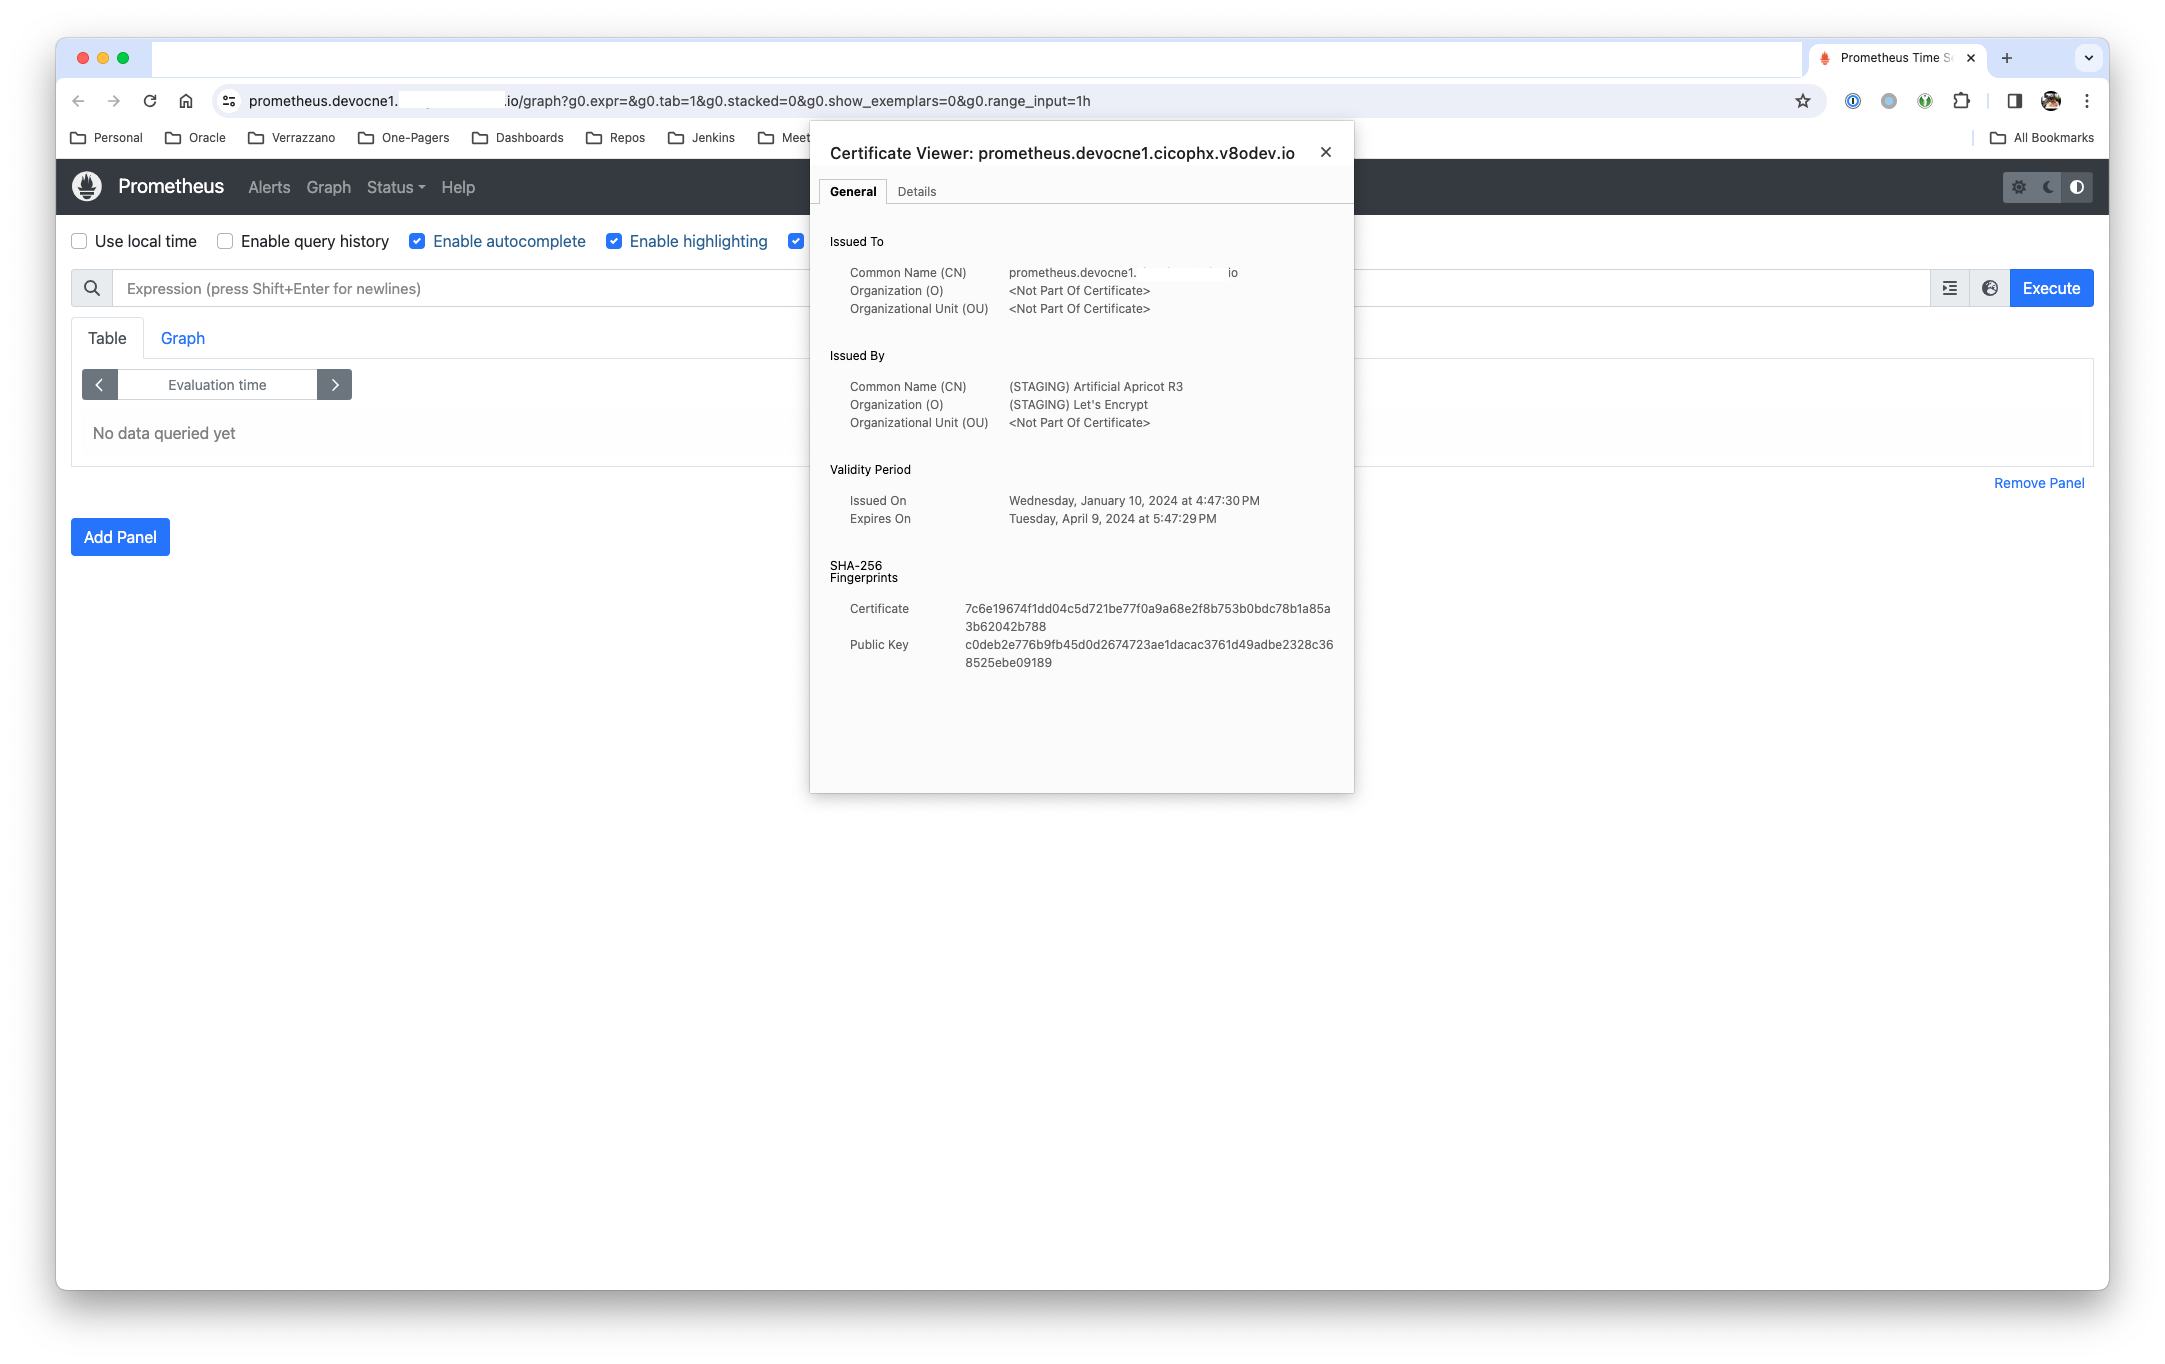 Prometheus Time S
prometheus.devocne1. .io/graph?g0.expr=&g0.tab=1&g0.stacked=0&g0.show_exemplars=0&g0.range_input=1h
Personal Oracle Verrazzano One-Pagers Dashboards Repos Jenkins Meet All Bookmarks
Certificate Viewer: prometheus.devocne1.cicophx.v8odev.io
Prometheus Alerts Graph Status Help
General Details
Use local time Enable query history Enable autocomplete Enable highlighting
Expression (press Shift+Enter for newlines) Execute
Table Graph
Evaluation time
No data queried yet
Remove Panel
Add Panel
Issued To
Common Name (CN) prometheus.devocne1. io
Organization (O) <Not Part Of Certificate>
Organizational Unit (OU) <Not Part Of Certificate>
Issued By
Common Name (CN) (STAGING) Artificial Apricot R3
Organization (O) (STAGING) Let's Encrypt
Organizational Unit (OU) <Not Part Of Certificate>
Validity Period
Issued On Wednesday, January 10, 2024 at 4:47:30 PM
Expires On Tuesday, April 9, 2024 at 5:47:29 PM
SHA-256
Fingerprints
Certificate 7c6e19674f1dd04c5d721be77f0a9a68e2f8b753b0bdc78b1a85a
3b62042b788
Public Key c0deb2e776b9fb45d0d2674723ae1dacac3761d49adbe2328c36
8525ebe09189